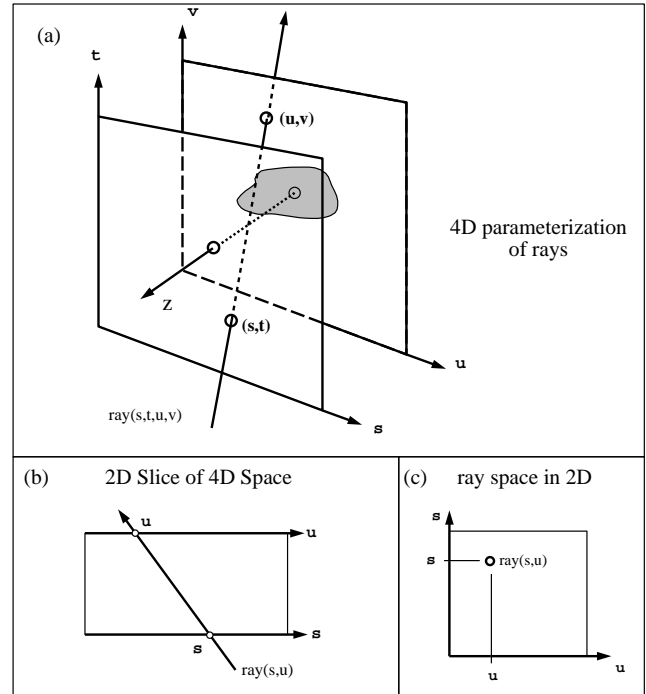 (a)
v
t
(u,v)
4D parameterization
of rays
z
(s,t)
u
ray(s,t,u,v)
s
(b) 2D Slice of 4D Space
u
u
s
s
ray(s,u)
(c) ray space in 2D
s
s
ray(s,u)
u
u